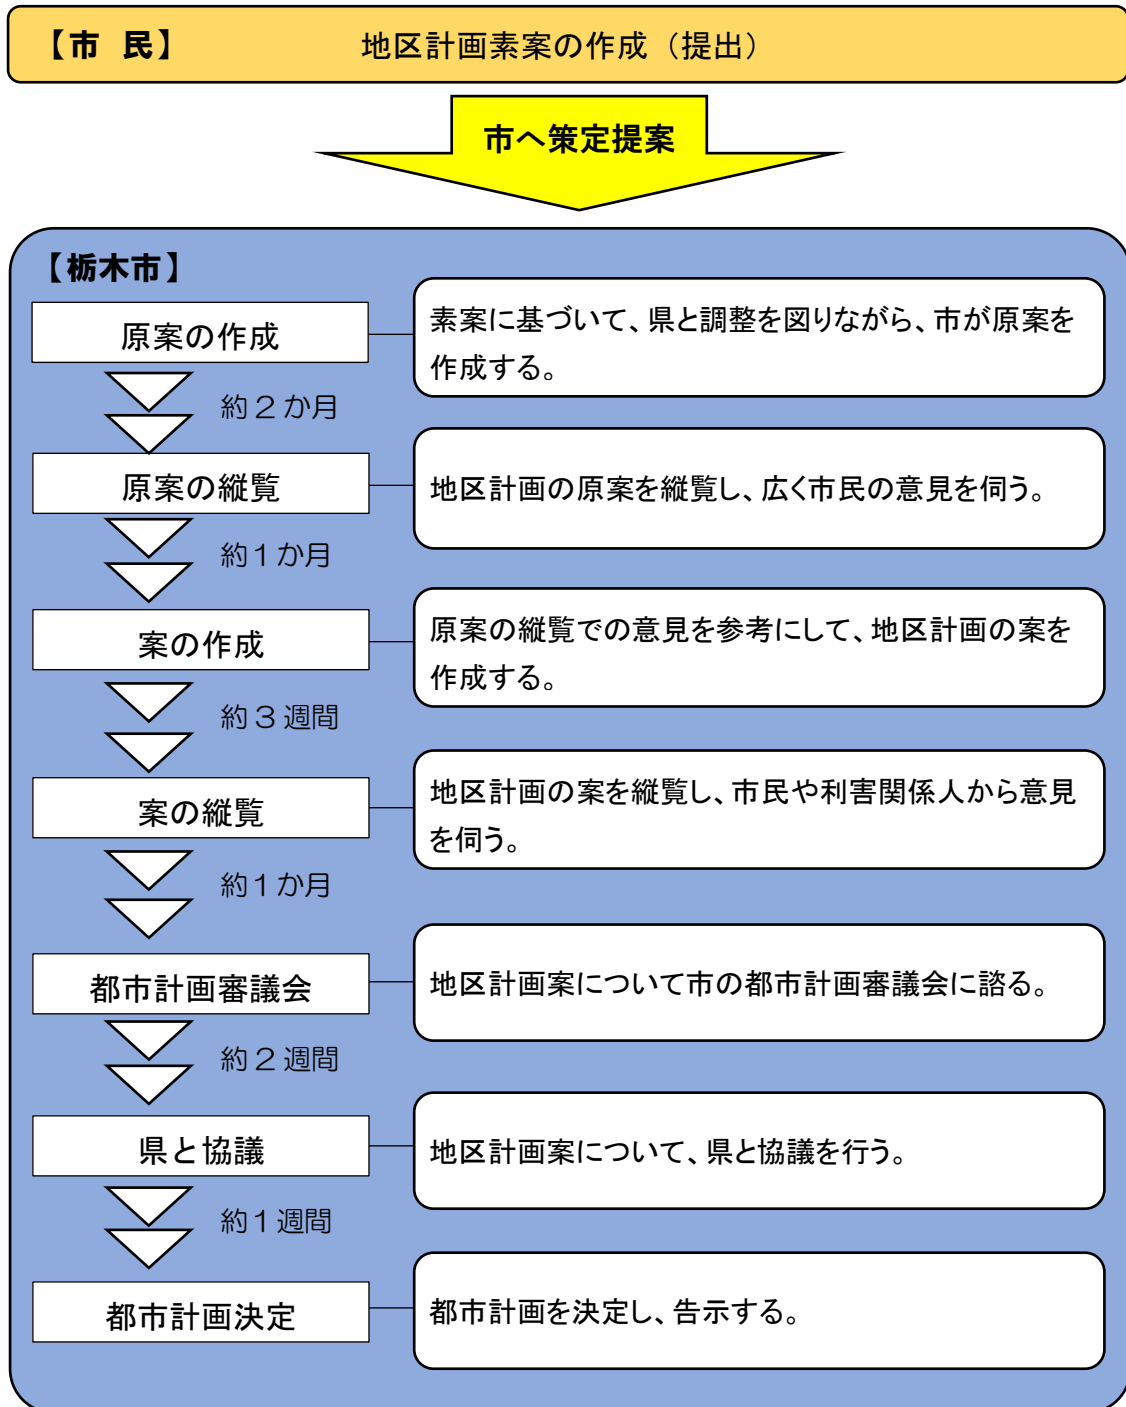 【市 民】 地区計画素案の作成（提出）
市へ策定提案
【栃木市】
原案の作成
素案に基づいて、県と調整を図りながら、市が原案を
作成する。
約２か月
原案の縦覧
地区計画の原案を縦覧し、広く市民の意見を伺う。
約１か月
案の作成
原案の縦覧での意見を参考にして、地区計画の案を
作成する。
約３週間
案の縦覧
地区計画の案を縦覧し、市民や利害関係人から意見
を伺う。
約１か月
都市計画審議会
地区計画案について市の都市計画審議会に諮る。
約２週間
県と協議
地区計画案について、県と協議を行う。
約１週間
都市計画決定
都市計画を決定し、告示する。